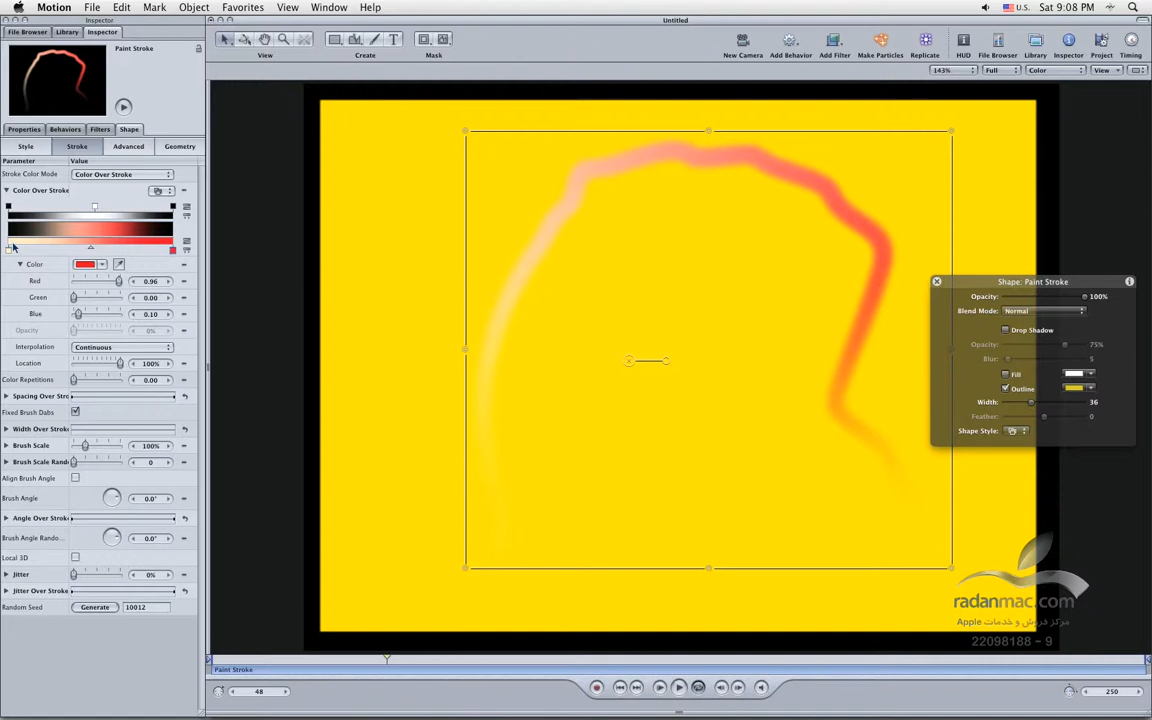 Motion File Edit Mark Object Favorites View Window Help
U.S. Sat 9:08 PM
Inspector
Untitled
File Browser Library Inspector
Paint Stroke
View
Create
Mask
New Camera Add Behavior Add Filter Make Particles Replicate
HUD File Browser Library Inspector Project Timing
143% Full Color View
Properties Behaviors Filters Shape
Style Stroke Advanced Geometry
Parameter Value
Stroke Color Mode Color Over Stroke
Color Over Stroke
Color
Red 0.96
Green 0.00
Blue 0.10
Opacity 0%
Interpolation Continuous
Location 100%
Color Repetitions 0.00
Spacing Over Stro
Fixed Brush Dabs
Width Over Stroke
Brush Scale 100%
Brush Scale Rand 0
Align Brush Angle
Brush Angle 0.0°
Angle Over Stroke
Brush Angle Rando... 0.0°
Local 3D
Jitter 0%
Jitter Over Stroke
Random Seed Generate 10012
Shape: Paint Stroke
Opacity: 100%
Blend Mode: Normal
Drop Shadow
Opacity: 75%
Blur: 5
Fill
Outline
Width: 36
Feather: 0
Shape Style:
radanmac.com
مرکز فروش و خدمات Apple
22098188 - 9
Paint Stroke
48
250